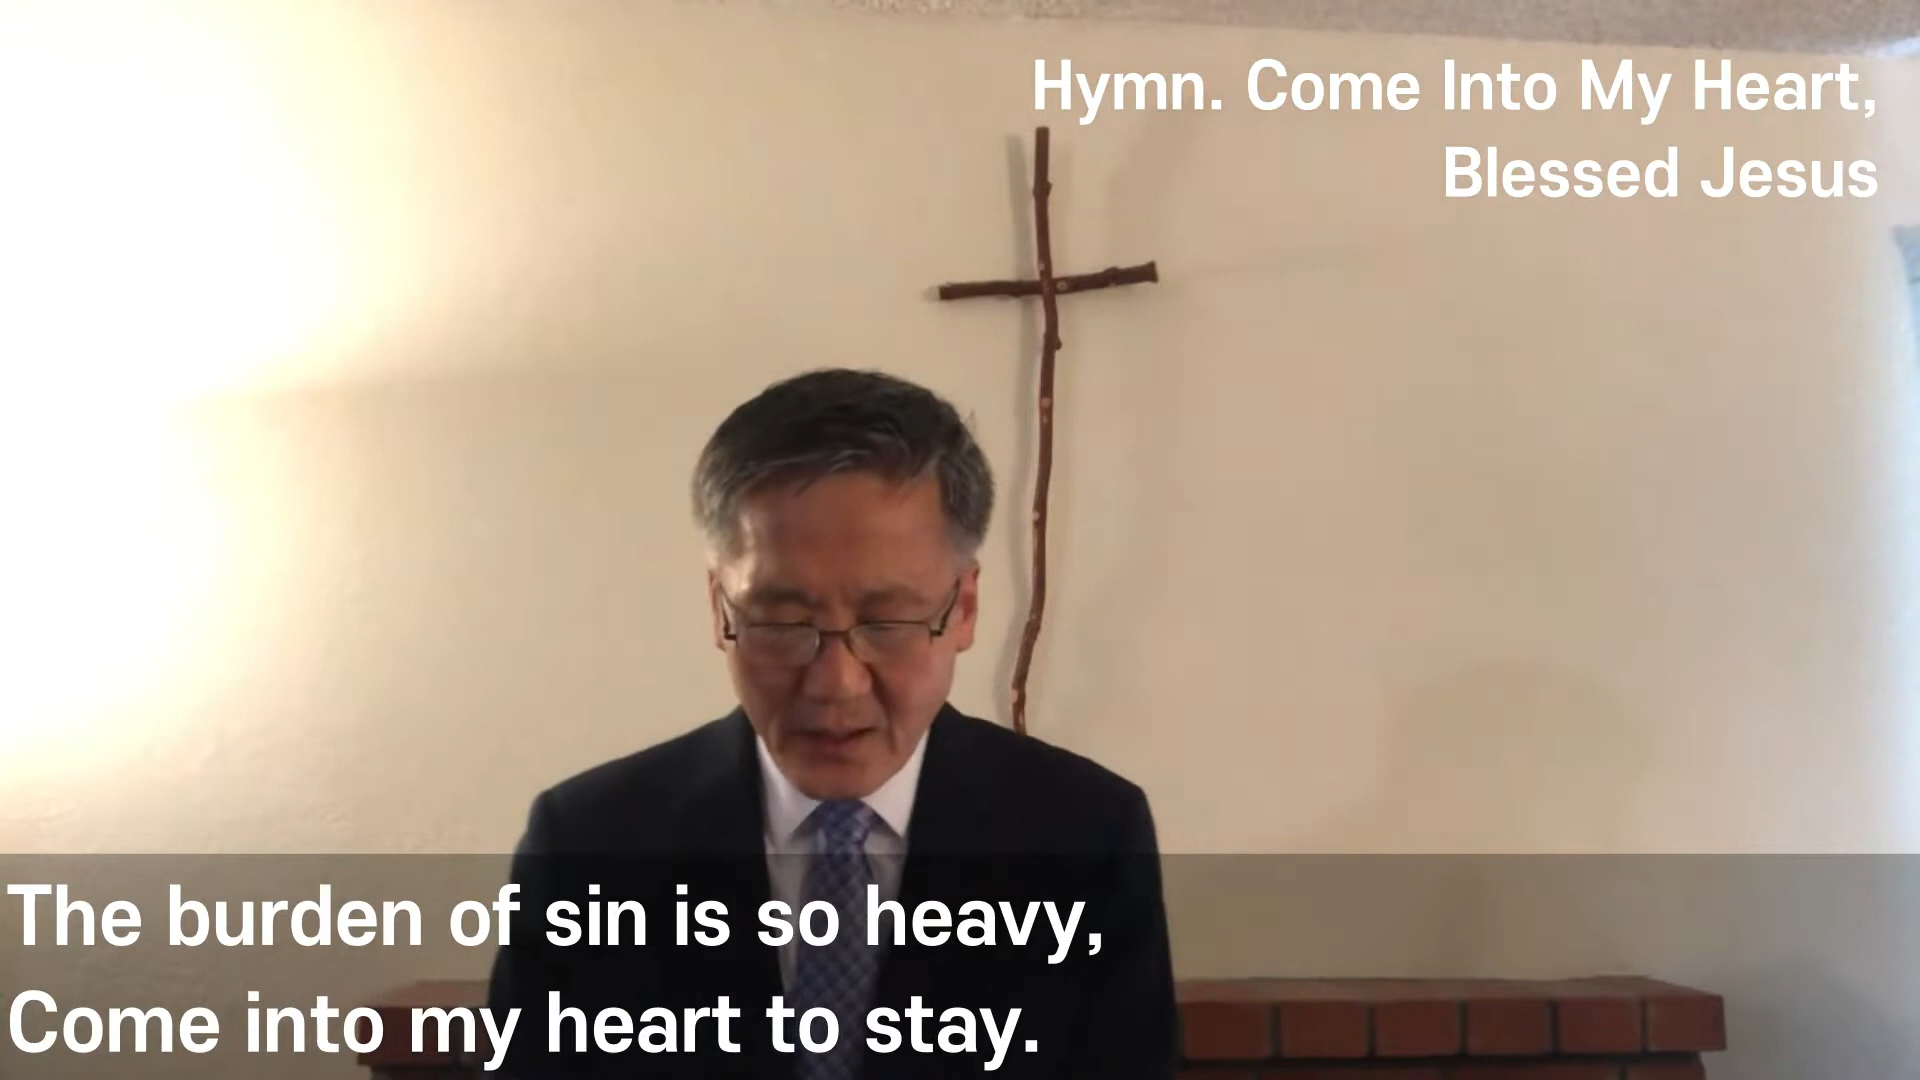 Hymn. Come Into My Heart,
Blessed Jesus
The burden of sin is so heavy,
Come into my heart to stay.